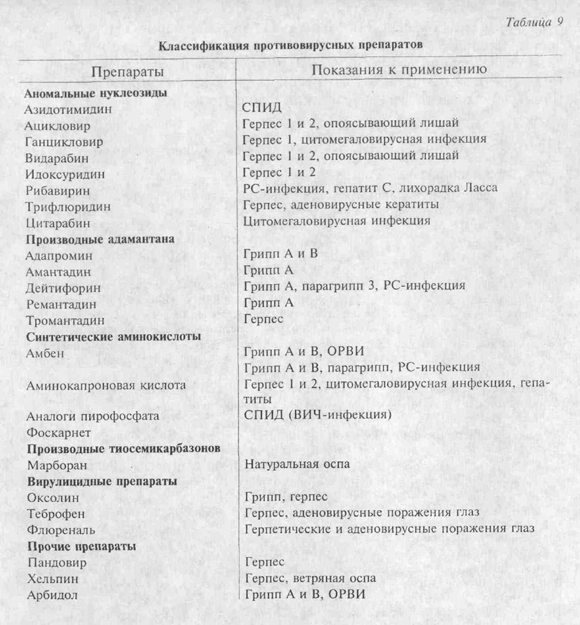 Таблица 9
Классификация противовирусных препаратов
Препараты Показания к применению
Аномальные нуклеозиды
Азидотимидин СПИД
Ацикловир Герпес 1 и 2, опоясывающий лишай
Ганцикловир Герпес 1, цитомегаловирусная инфекция
Видарабин Герпес 1 и 2, опоясывающий лишай
Идоксуридин Герпес 1 и 2
Рибавирин РС-инфекция, гепатит С, лихорадка Ласса
Трифлюридин Герпес, аденовирусные кератиты
Цитарабин Цитомегаловирусная инфекция
Производные адамантана
Адапромин Грипп А и В
Амантадин Грипп А
Дейтифорин Грипп А, парагрипп 3, РС-инфекция
Ремантадин Грипп А
Тромантадин Герпес
Синтетические аминокислоты
Амбен Грипп А и В, ОРВИ
Грипп А и В, парагрипп, РС-инфекция
Аминокапроновая кислота Герпес 1 и 2, цитомегаловирусная инфекция, гепа-
титы
Аналоги пирофосфата СПИД (ВИЧ-инфекция)
Фоскарнет
Производные тиосемикарбазонов
Марборан Натуральная оспа
Вирулицидные препараты
Оксолин Грипп, герпес
Теброфен Герпес, аденовирусные поражения глаз
Флюреналь Герпетические и аденовирусные поражения глаз
Прочие препараты
Пандовир Герпес
Хельпин Герпес, ветряная оспа
Арбидол Грипп А и В, ОРВИ